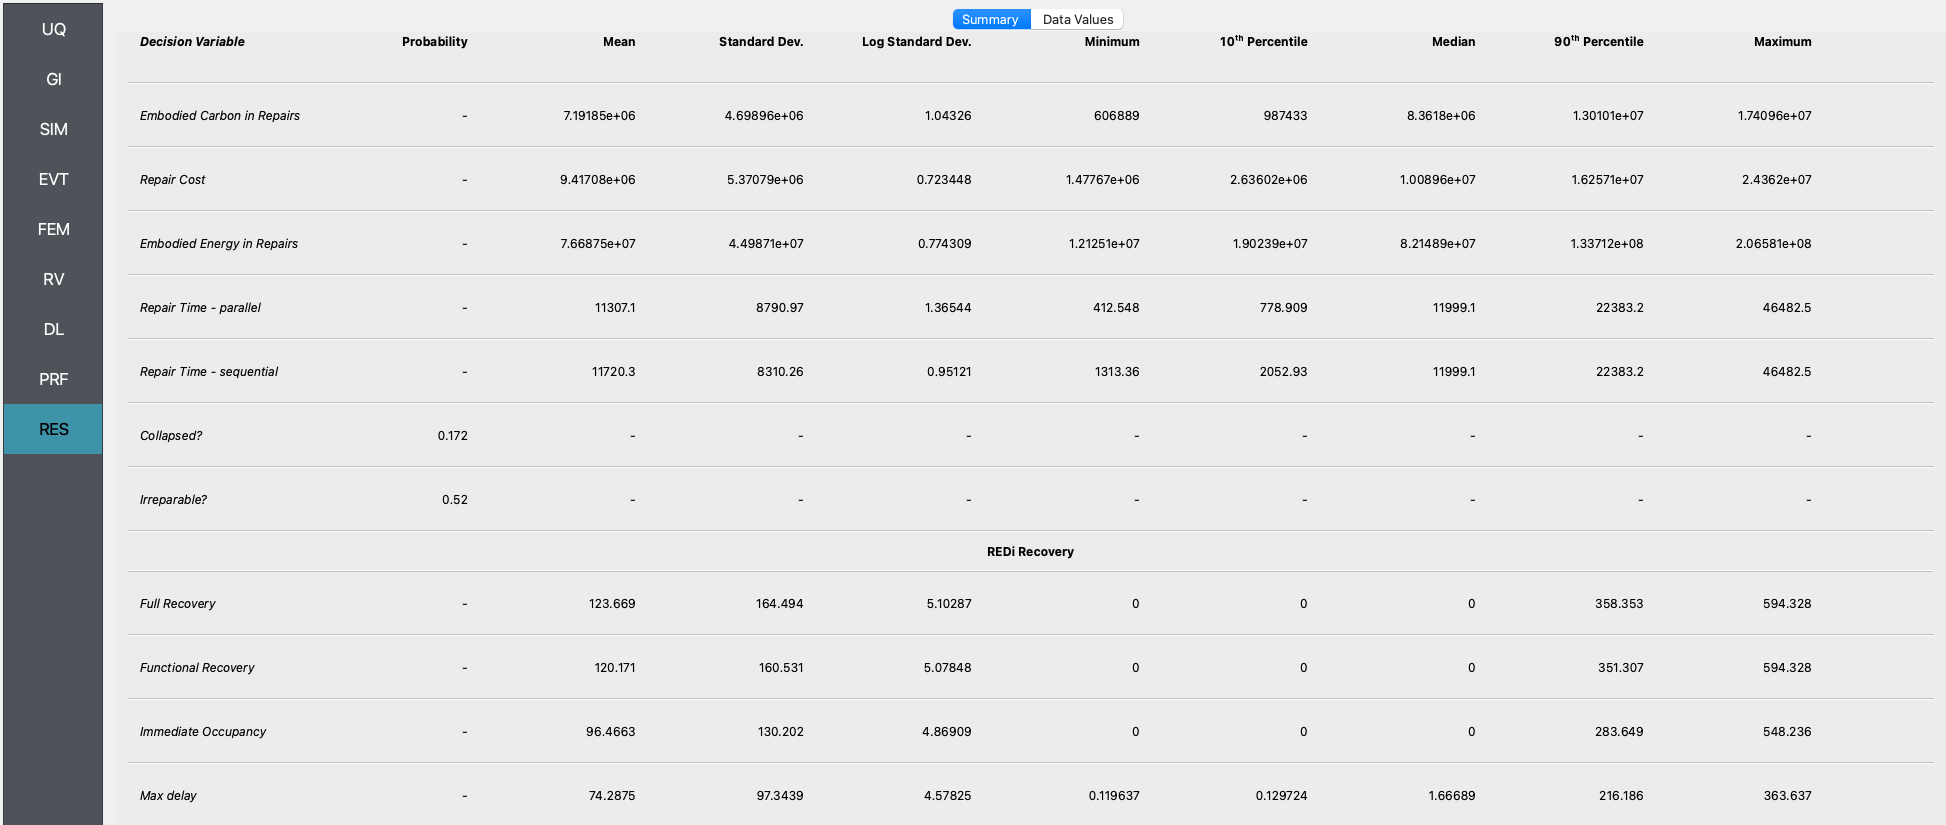 UQ
GI
SIM
EVT
FEM
RV
DL
PRF
RES
Summary Data Values
Decision Variable Probability Mean Standard Dev. Log Standard Dev. Minimum 10th Percentile Median 90th Percentile Maximum
Embodied Carbon in Repairs - 7.19185e+06 4.69896e+06 1.04326 606889 987433 8.3618e+06 1.30101e+07 1.74096e+07
Repair Cost - 9.41708e+06 5.37079e+06 0.723448 1.47767e+06 2.63602e+06 1.00896e+07 1.62571e+07 2.4362e+07
Embodied Energy in Repairs - 7.66875e+07 4.49871e+07 0.774309 1.21251e+07 1.90239e+07 8.21489e+07 1.33712e+08 2.06581e+08
Repair Time - parallel - 11307.1 8790.97 1.36544 412.548 778.909 11999.1 22383.2 46482.5
Repair Time - sequential - 11720.3 8310.26 0.95121 1313.36 2052.93 11999.1 22383.2 46482.5
Collapsed? 0.172 - - - - - - - -
Irreparable? 0.52 - - - - - - - -
REDi Recovery
Full Recovery - 123.669 164.494 5.10287 0 0 0 358.353 594.328
Functional Recovery - 120.171 160.531 5.07848 0 0 0 351.307 594.328
Immediate Occupancy - 96.4663 130.202 4.86909 0 0 0 283.649 548.236
Max delay - 74.2875 97.3439 4.57825 0.119637 0.129724 1.66689 216.186 363.637